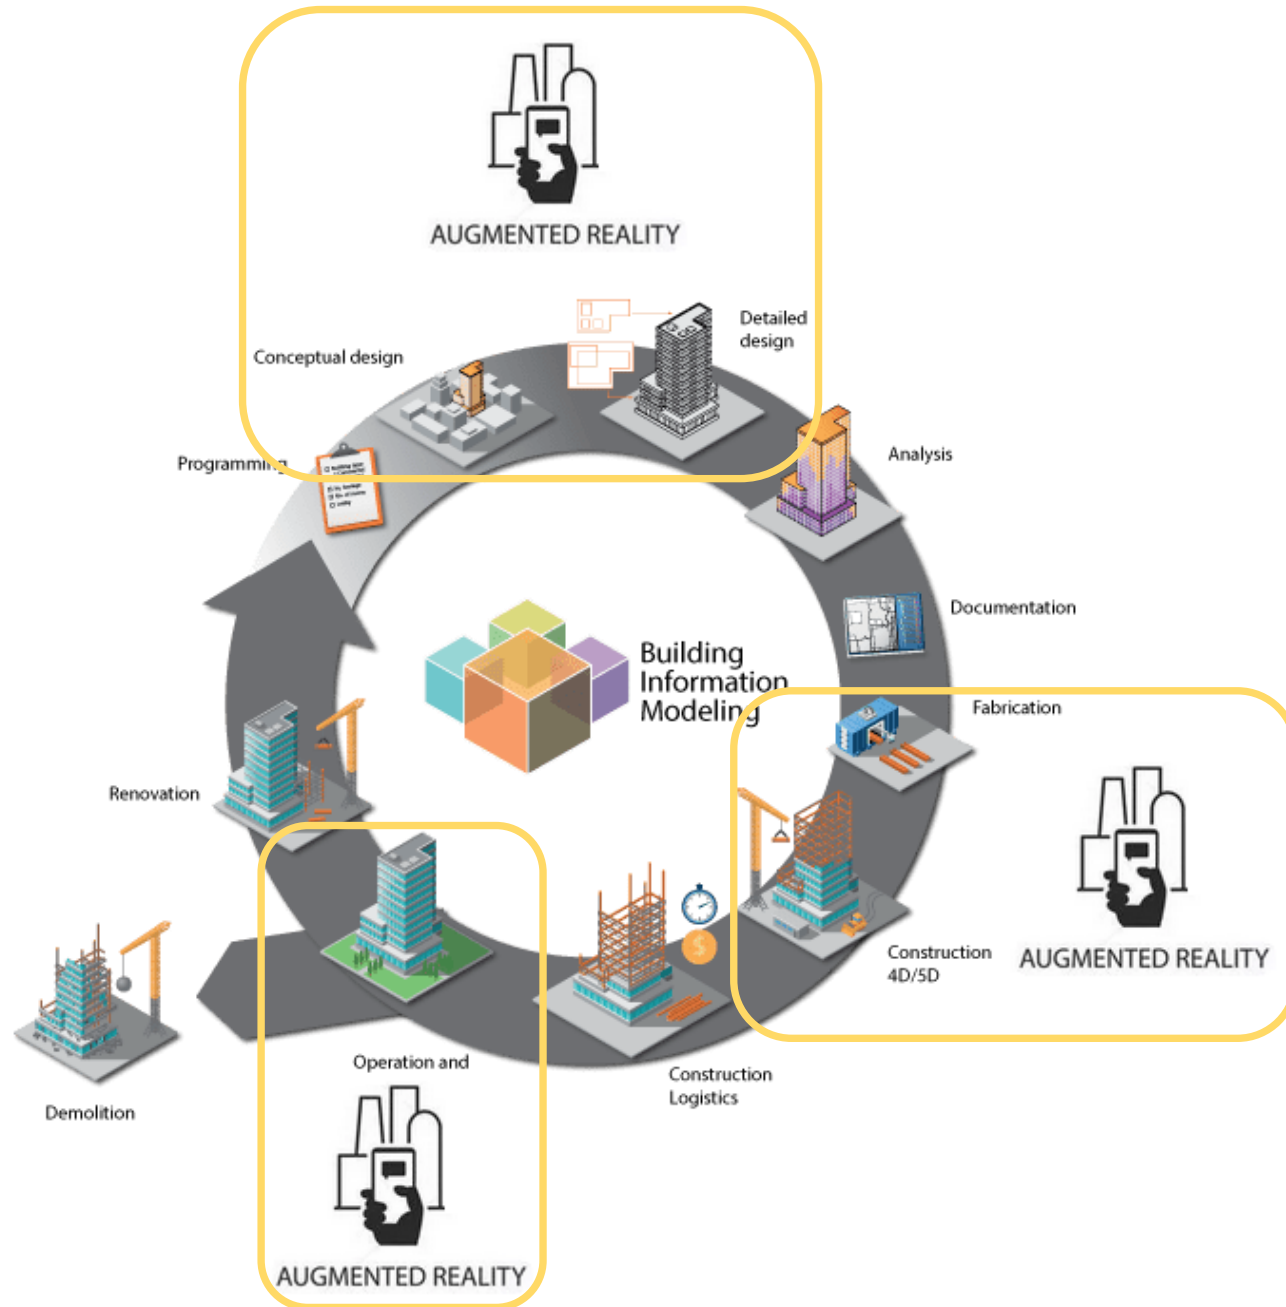 AUGMENTED REALITY
Detailed
design
Conceptual design
Programming
Analysis
Documentation
Building
Information
Modeling
Fabrication
Renovation
$
Construction
4D/5D
AUGMENTED REALITY
Operation and
Construction
Logistics
Demolition
AUGMENTED REALITY